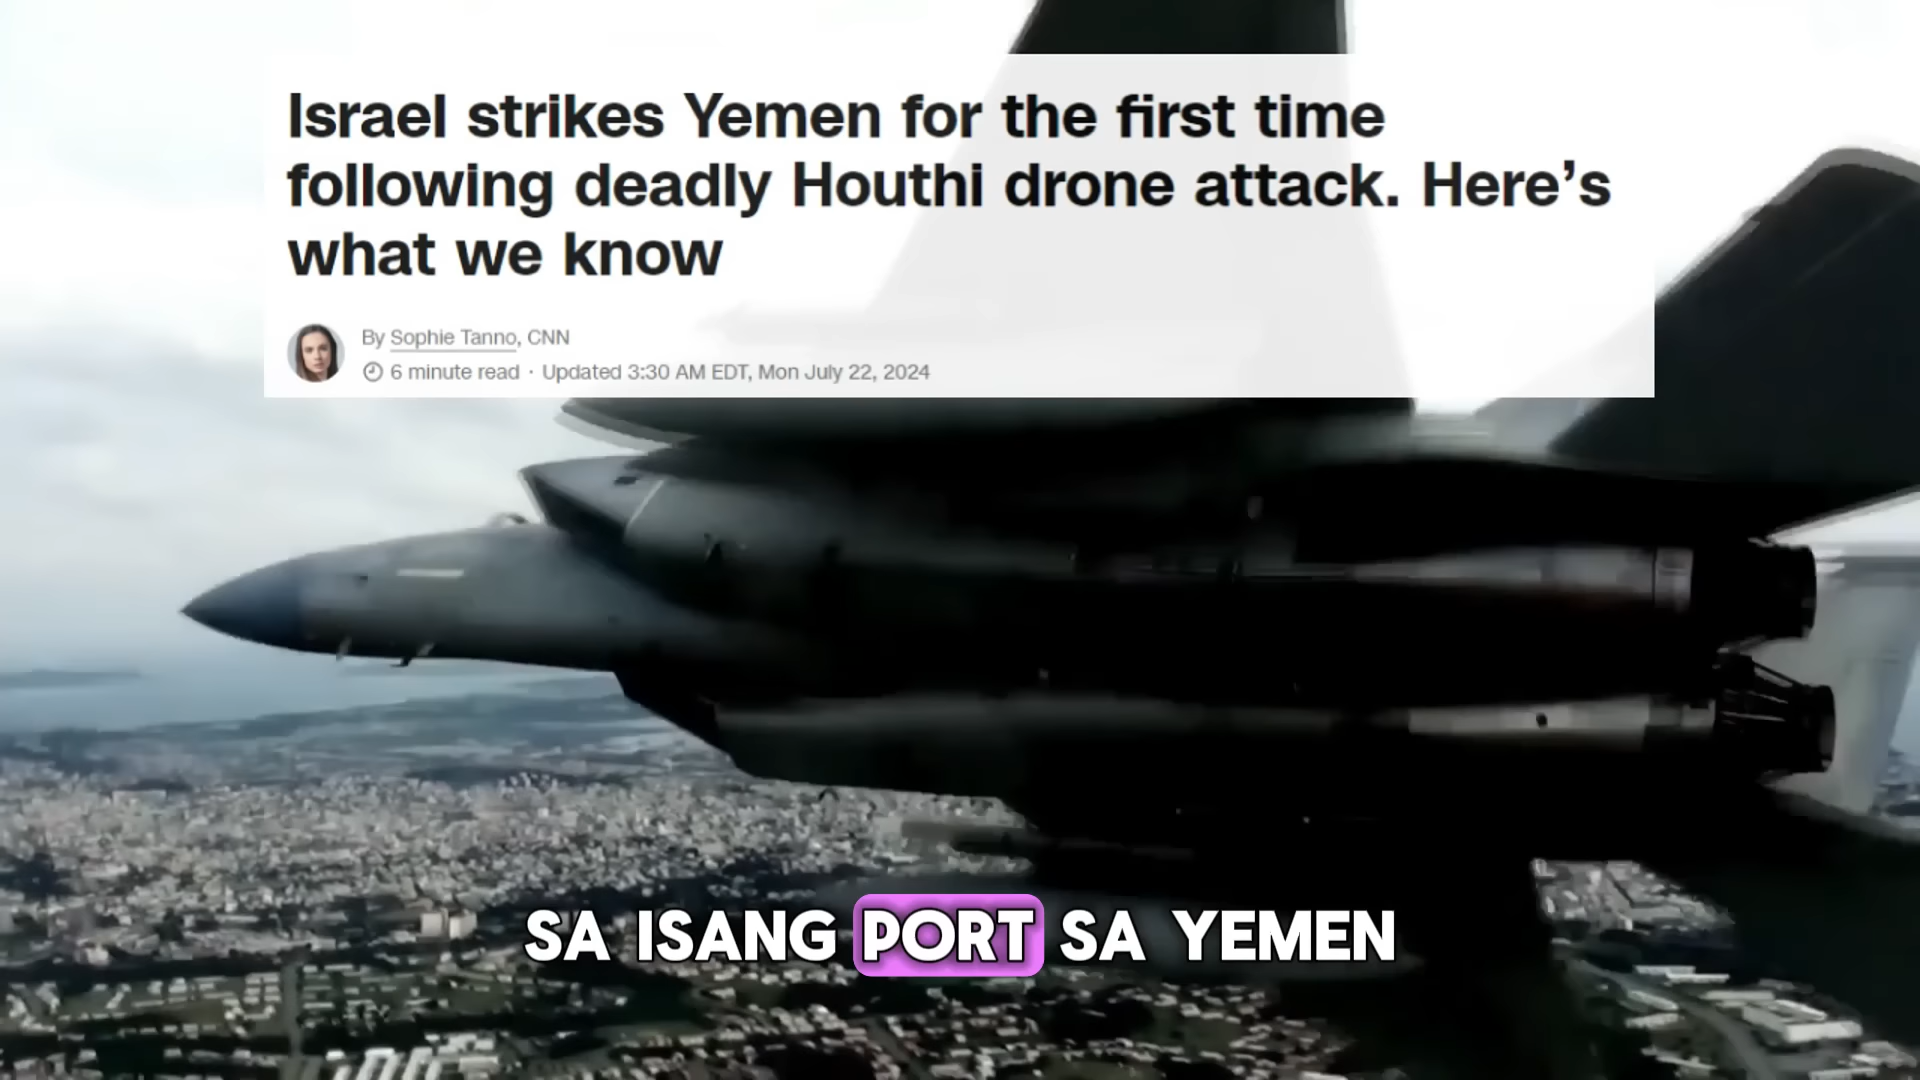 Israel strikes Yemen for the first time
following deadly Houthi drone attack. Here’s
what we know
By Sophie Tanno, CNN
6 minute read · Updated 3:30 AM EDT, Mon July 22, 2024
SA ISANG PORT SA YEMEN